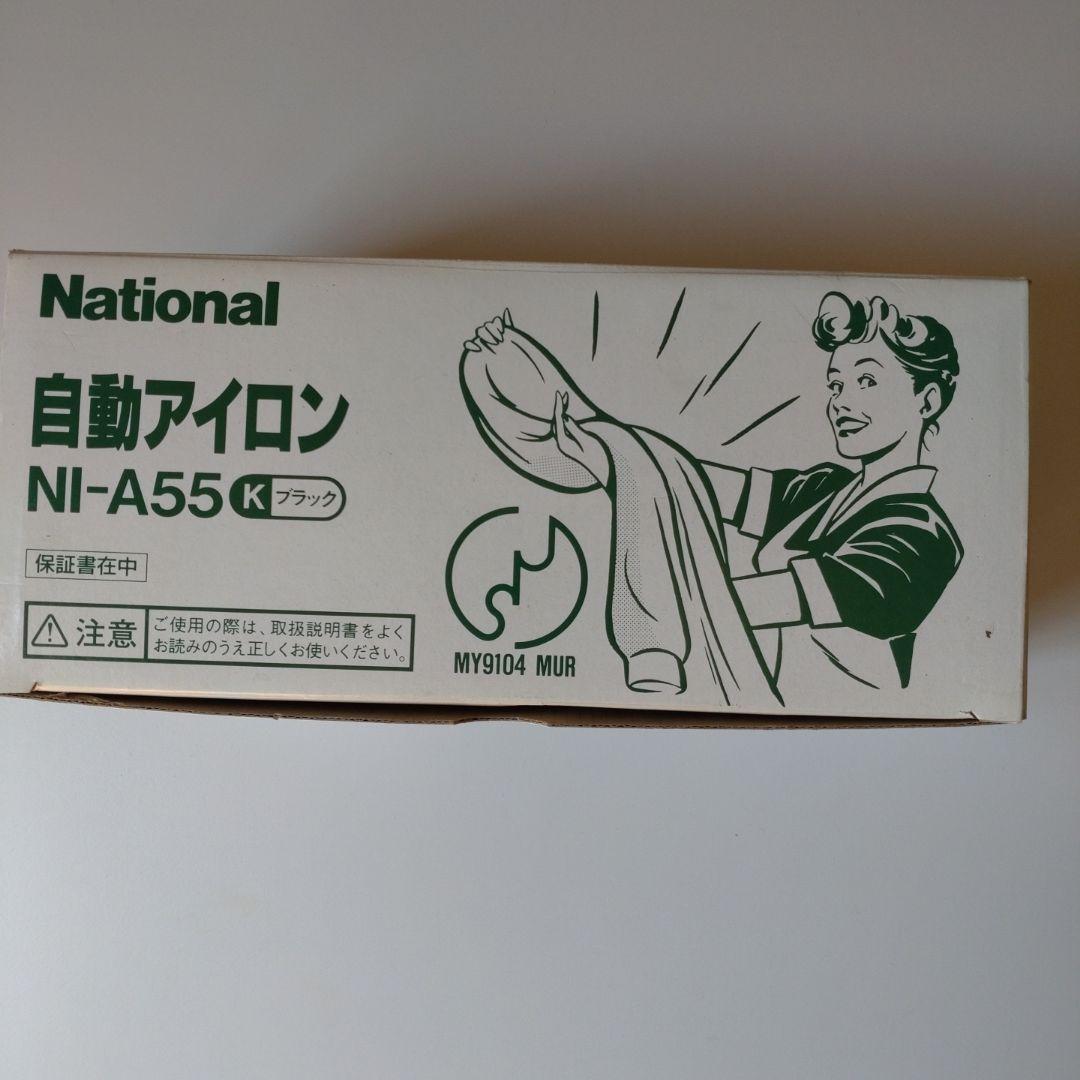 National
自動アイロン
NI-A55 K ブラック
保証書在中
注意
ご使用の際は、取扱説明書をよく
お読みのうえ正しくお使いください。
MY9104 MUR